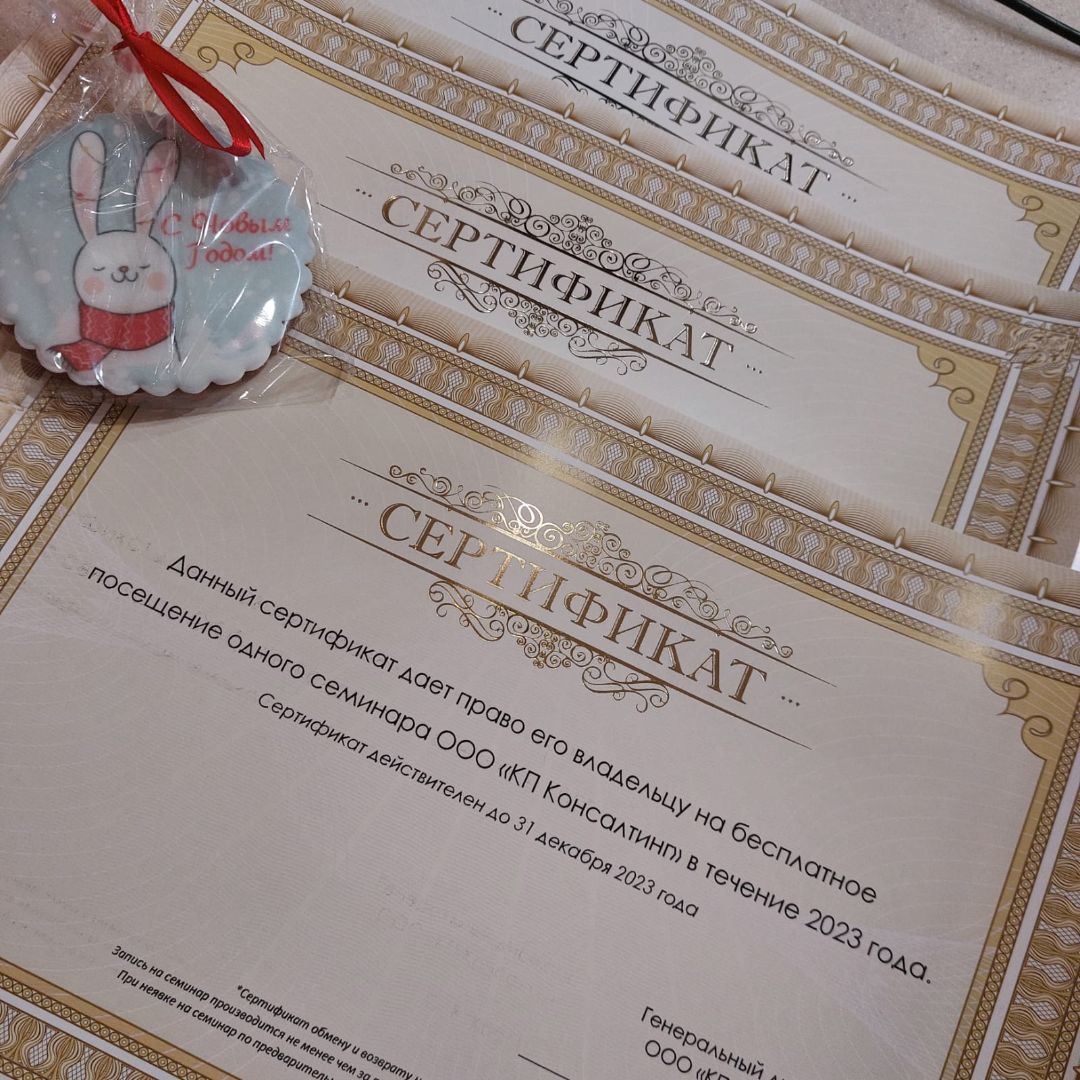 С Новым
Годом!
СЕРТИФИКАТ
СЕРТИФИКАТ
СЕРТИФИКАТ
Данный сертификат дает право его владельцу на бесплатное
посещение одного семинара ООО «КП Консалтинг» в течение 2023 года.
Сертификат действителен до 31 декабря 2023 года
*Сертификат обмену и возврату
Запись на семинар производится не менее чем за
При неявке на семинар по
Генеральный
ООО «КП